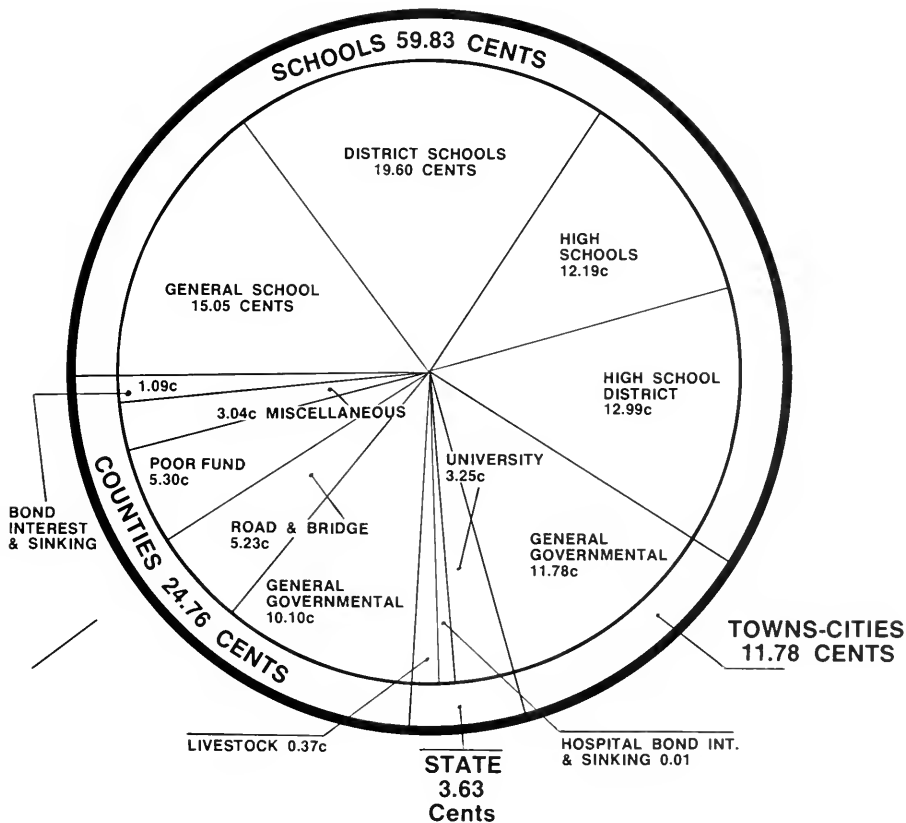 SCHOOLS 59.83 CENTS
DISTRICT SCHOOLS
19.60 CENTS
HIGH
SCHOOLS
12.19c
GENERAL SCHOOL
15.05 CENTS
HIGH SCHOOL
DISTRICT
12.99c
1.09c
3.04c MISCELLANEOUS
POOR FUND
5.30c
UNIVERSITY
3.25c
BOND
INTEREST
& SINKING
ROAD & BRIDGE
5.23c
GENERAL
GOVERNMENTAL
11.78c
GENERAL
GOVERNMENTAL
10.10c
COUNTIES 24.76 CENTS
TOWNS-CITIES
11.78 CENTS
LIVESTOCK 0.37c
HOSPITAL BOND INT.
& SINKING 0.01
STATE
3.63
Cents